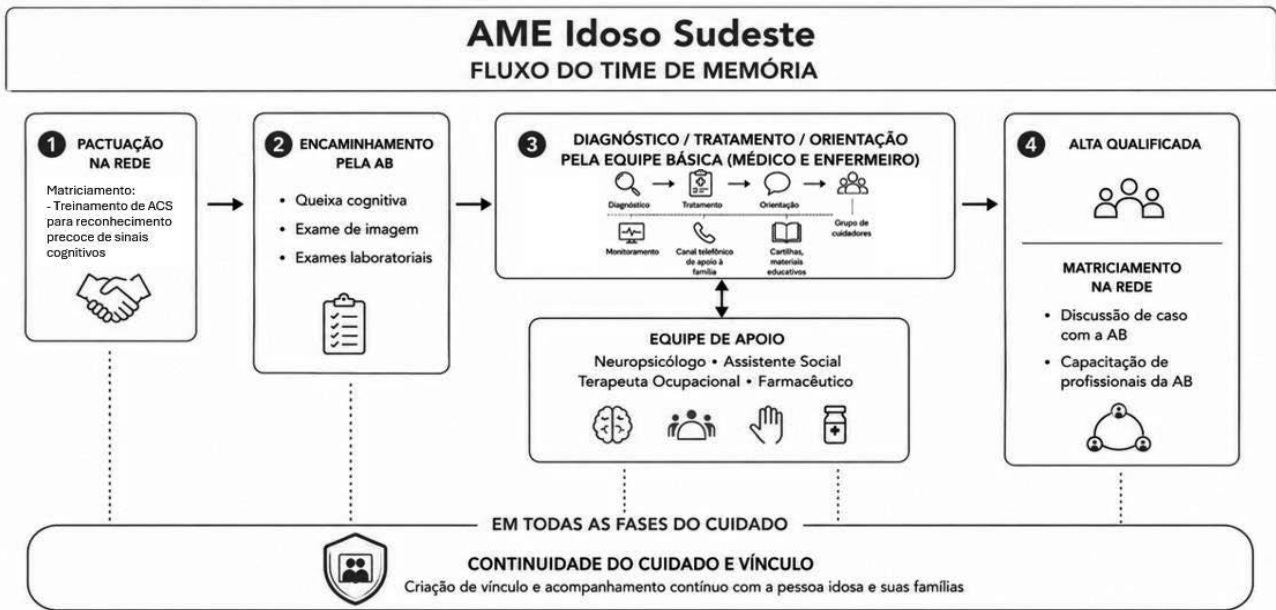 AME Idoso Sudeste
FLUXO DO TIME DE MEMÓRIA
1 PACTUAÇÃO
NA REDE
Matriciamento:
- Treinamento de ACS
para reconhecimento
precoce de sinais
cognitivos
2 ENCAMINHAMENTO
PELA AB
• Queixa cognitiva
• Exame de imagem
• Exames laboratoriais
3 DIAGNÓSTICO / TRATAMENTO / ORIENTAÇÃO
PELA EQUIPE BÁSICA (MÉDICO E ENFERMEIRO)
Diagnóstico
Tratamento
Orientação
Grupo de
cuidadores
Monitoramento
Canal telefônico
de apoio à
família
Cartilhas,
materiais
educativos
EQUIPE DE APOIO
Neuropsicólogo • Assistente Social
Terapeuta Ocupacional • Farmacêutico
4 ALTA QUALIFICADA
MATRICIAMENTO
NA REDE
• Discussão de caso
com a AB
• Capacitação de
profissionais da AB
EM TODAS AS FASES DO CUIDADO
CONTINUIDADE DO CUIDADO E VÍNCULO
Criação de vínculo e acompanhamento contínuo com a pessoa idosa e suas famílias